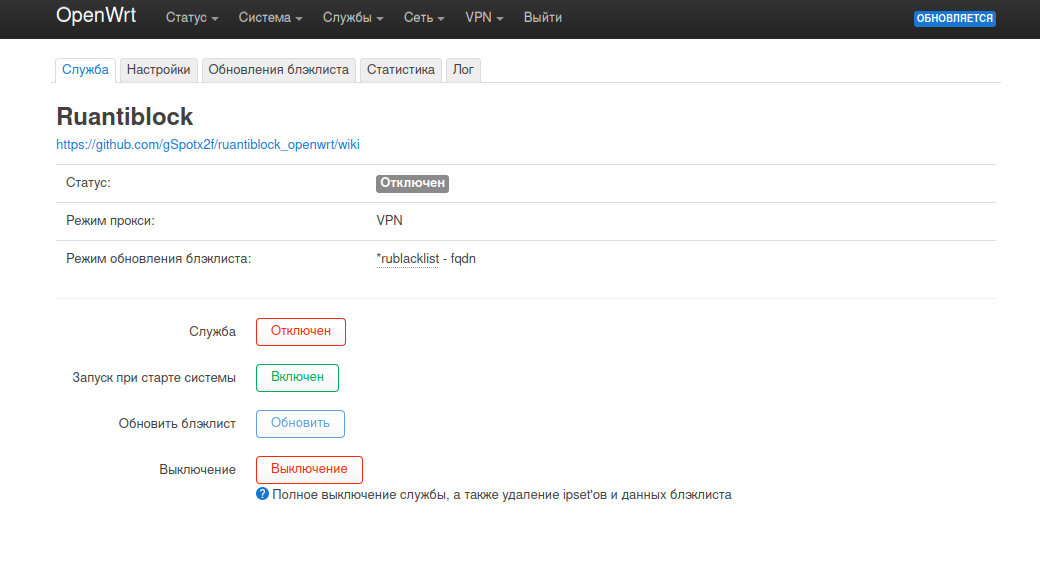 OpenWrt Статус Система Службы Сеть VPN Выйти ОБНОВЛЯЕТСЯ
Служба Настройки Обновления блэклиста Статистика Лог
Ruantiblock
https://github.com/gSpotx2f/ruantiblock_openwrt/wiki
Статус: Отключен
Режим прокси: VPN
Режим обновления блэклиста: *rublacklist - fqdn
Служба Отключен
Запуск при старте системы Включен
Обновить блэклист Обновить
Выключение Выключение
? Полное выключение службы, а также удаление ipset'ов и данных блэклиста